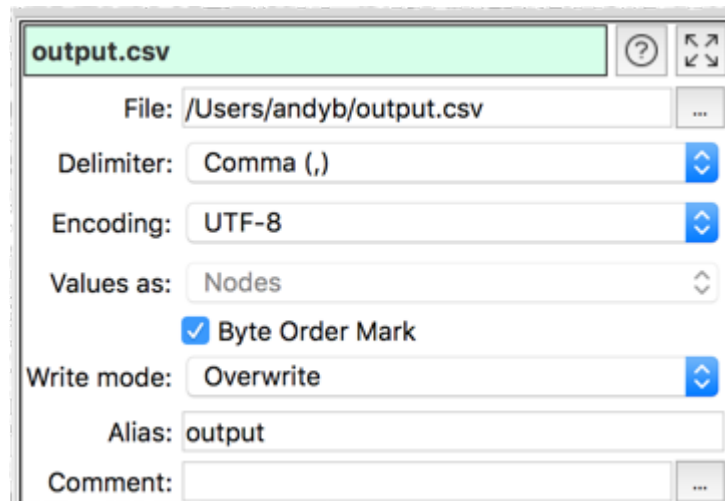 output.csv ?
File: /Users/andyb/output.csv ...
Delimiter: Comma (,)
Encoding: UTF-8
Values as: Nodes
Byte Order Mark
Write mode: Overwrite
Alias: output
Comment: ...